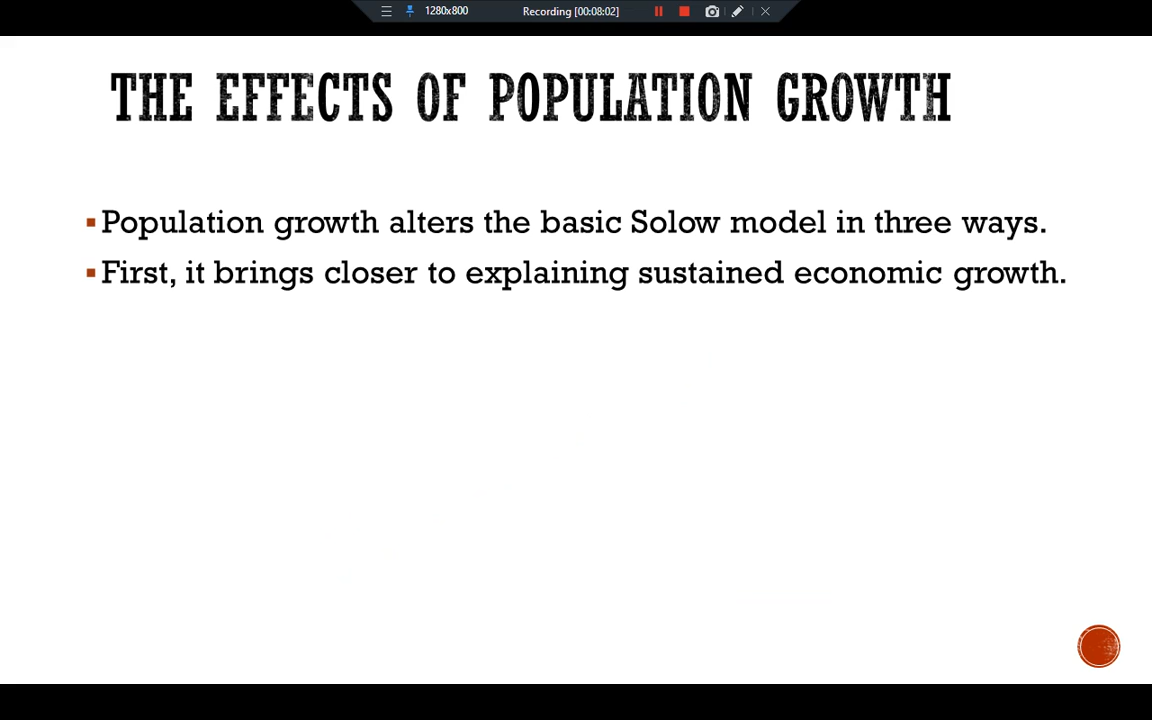 1280x800 Recording [00:08:02]
THE EFFECTS OF POPULATION GROWTH
▪Population growth alters the basic Solow model in three ways.
▪First, it brings closer to explaining sustained economic growth.